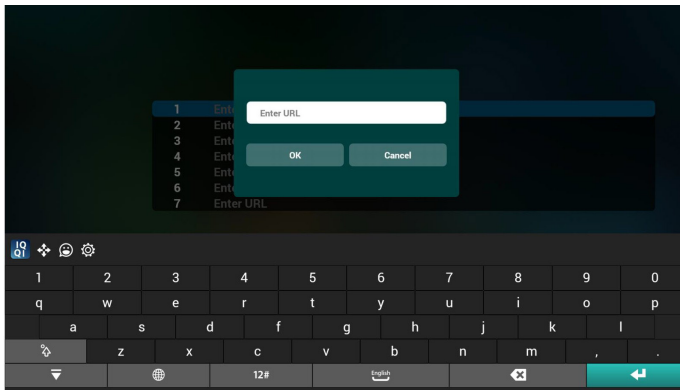 Enter URL
1 Ente
2 Ente
3 Ente
4 Ente
5 Ente
6 Ente
7 Enter URL
OK Cancel
IQ
QI
1 2 3 4 5 6 7 8 9 0
q w e r t y u i o p
a s d f g h j k l
z x c v b n m , .
12# English